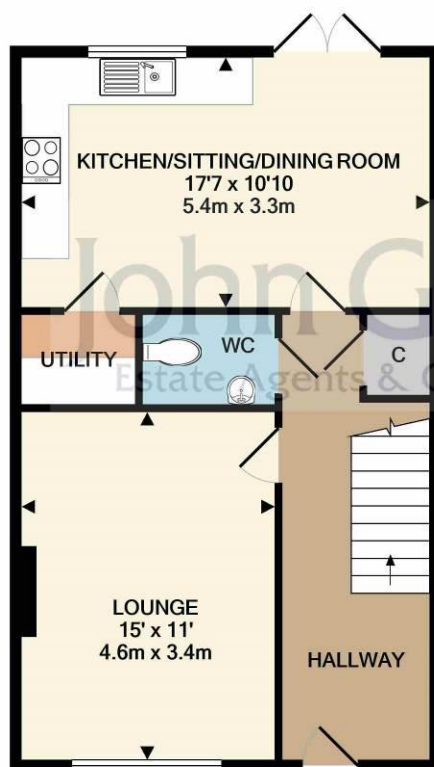 KITCHEN/SITTING/DINING ROOM
17'7 x 10'10
5.4m x 3.3m
John G
UTILITY
WC
C
Estate Agents &
LOUNGE
15' x 11'
4.6m x 3.4m
HALLWAY